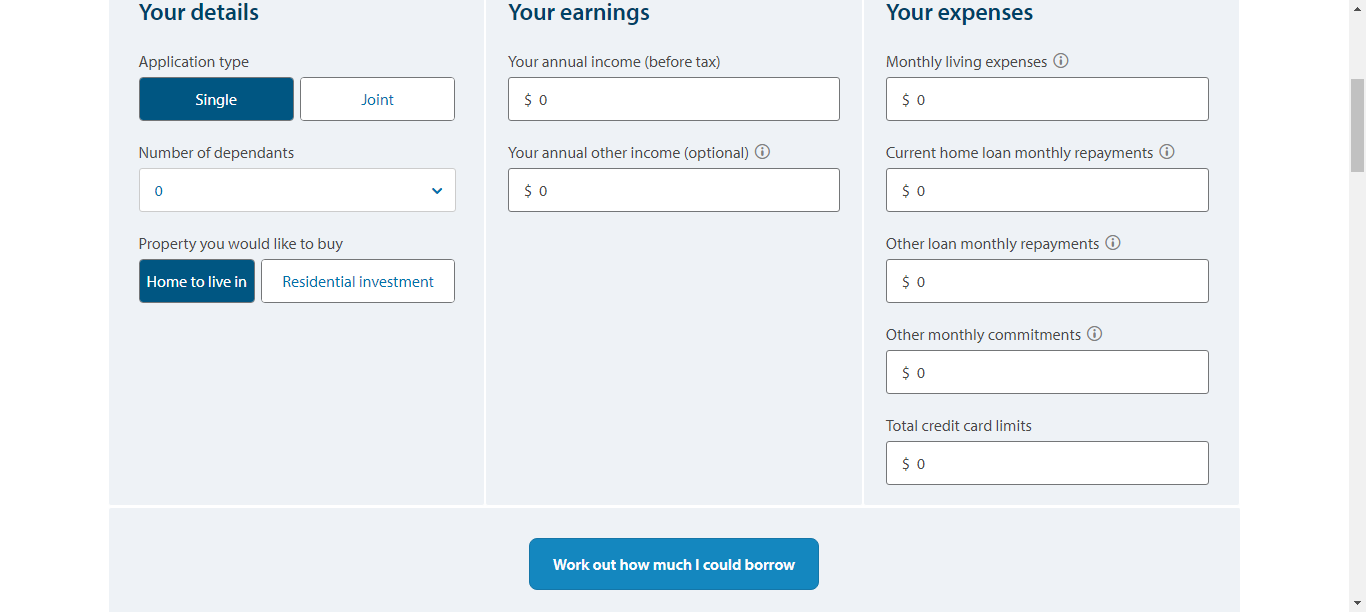 Your details
Application type
Single
Joint
Number of dependants
0
Property you would like to buy
Home to live in
Residential investment
Your earnings
Your annual income (before tax)
$ 0
Your annual other income (optional)
$ 0
Your expenses
Monthly living expenses
$ 0
Current home loan monthly repayments
$ 0
Other loan monthly repayments
$ 0
Other monthly commitments
$ 0
Total credit card limits
$ 0
Work out how much I could borrow